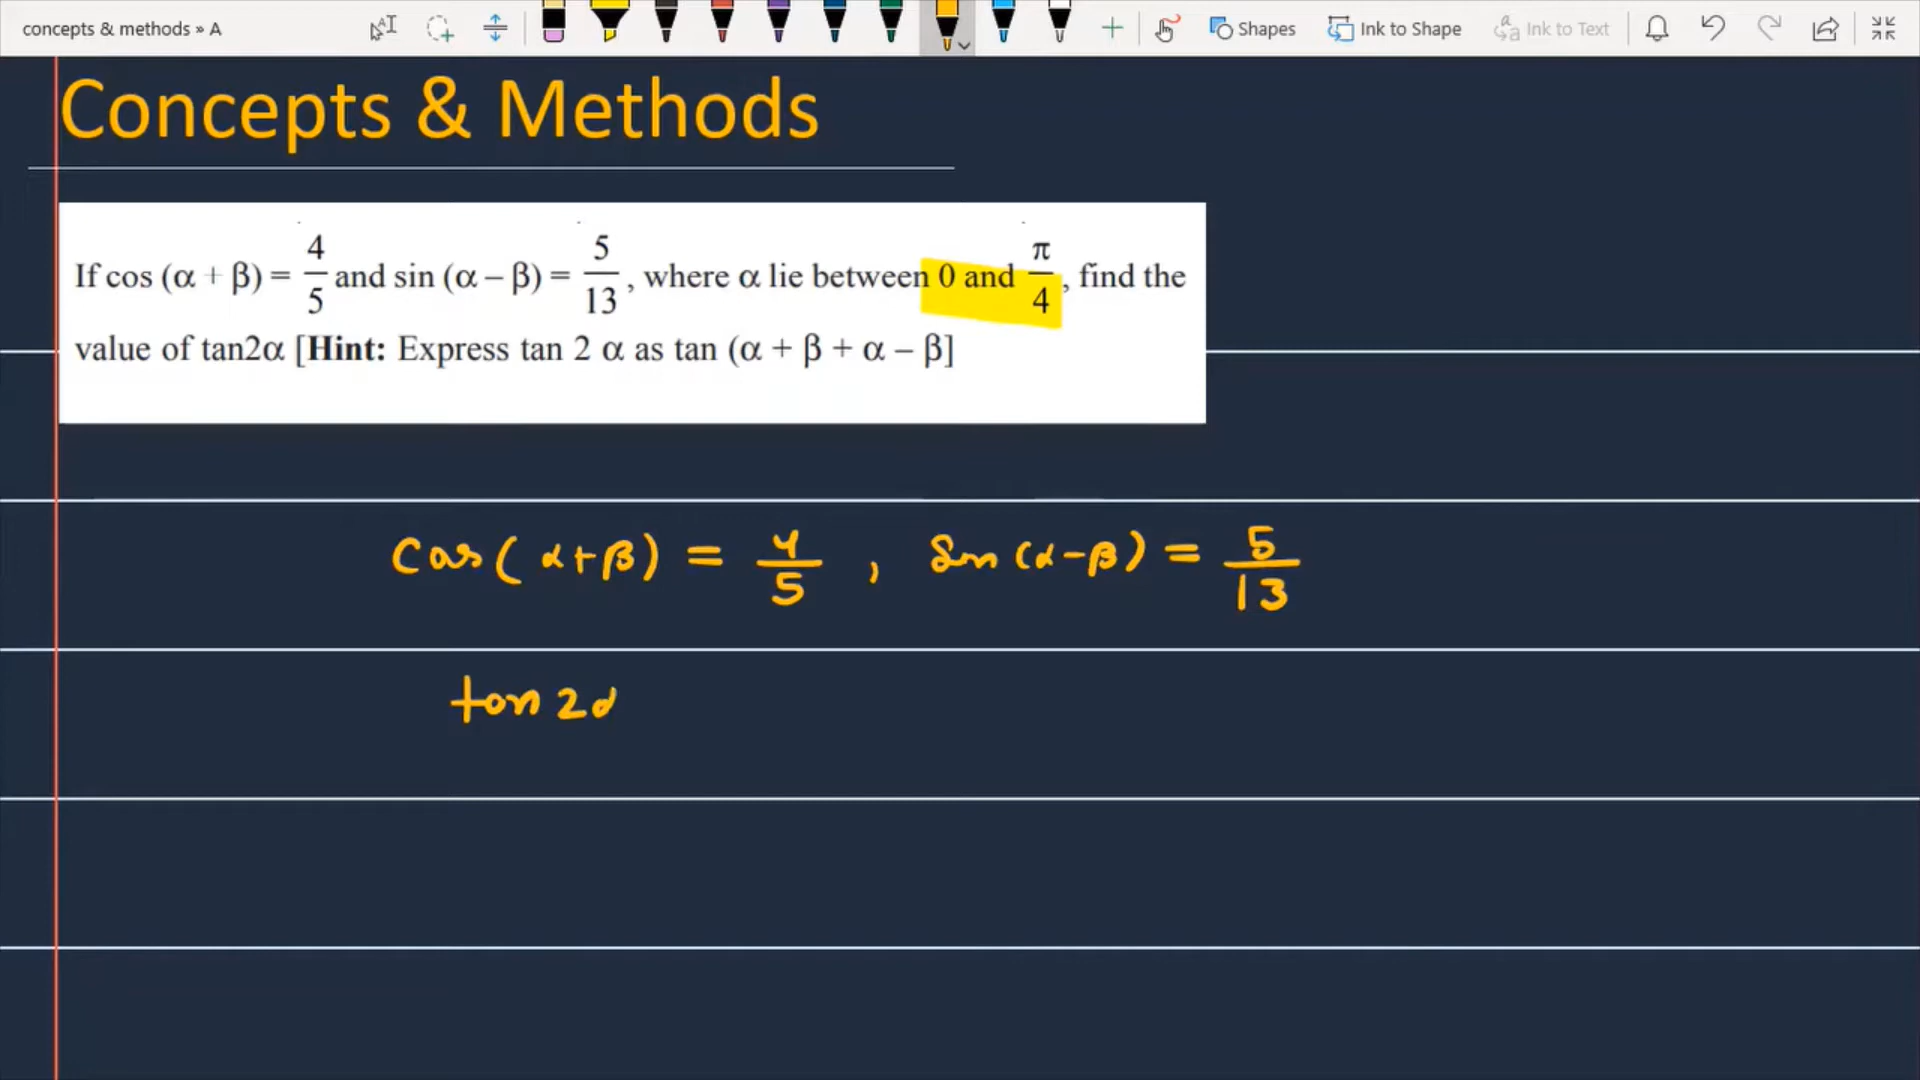 concepts & methods » A
Shapes
Ink to Shape
Ink to Text
Concepts & Methods
If cos (α + β) = 4/5 and sin (α – β) = 5/13, where α lie between 0 and π/4, find the
value of tan2α [Hint: Express tan 2 α as tan (α + β + α – β]
Cos(α+β) = 4/5 , Sin(α-β) = 5/13
tan 2α